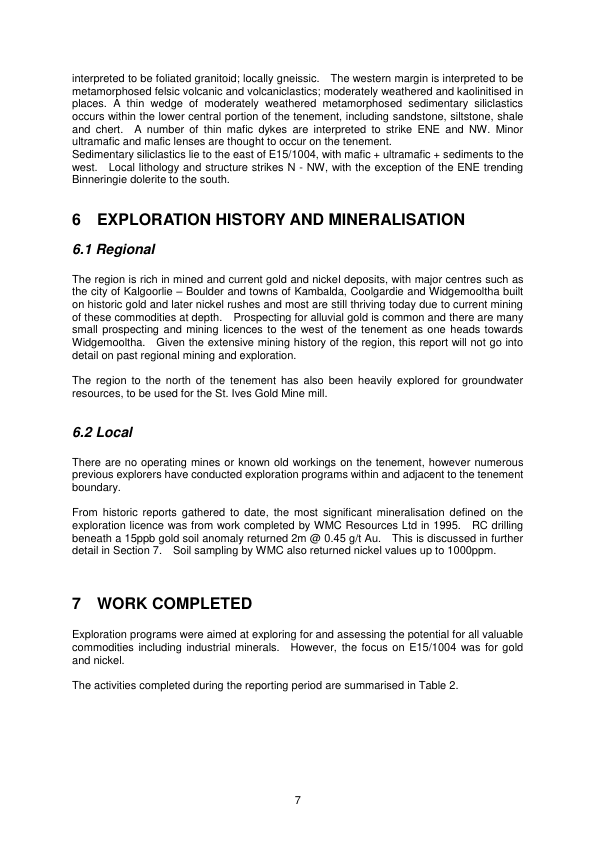 interpreted to be foliated granitoid; locally gneissic. The western margin is interpreted to be
metamorphosed felsic volcanic and volcaniclastics; moderately weathered and kaolinitised in
places. A thin wedge of moderately weathered metamorphosed sedimentary siliclastics
occurs within the lower central portion of the tenement, including sandstone, siltstone, shale
and chert. A number of thin mafic dykes are interpreted to strike ENE and NW. Minor
ultramafic and mafic lenses are thought to occur on the tenement.
Sedimentary siliclastics lie to the east of E15/1004, with mafic + ultramafic + sediments to the
west. Local lithology and structure strikes N - NW, with the exception of the ENE trending
Binneringie dolerite to the south.
6 EXPLORATION HISTORY AND MINERALISATION
6.1 Regional
The region is rich in mined and current gold and nickel deposits, with major centres such as
the city of Kalgoorlie – Boulder and towns of Kambalda, Coolgardie and Widgemooltha built
on historic gold and later nickel rushes and most are still thriving today due to current mining
of these commodities at depth. Prospecting for alluvial gold is common and there are many
small prospecting and mining licences to the west of the tenement as one heads towards
Widgemooltha. Given the extensive mining history of the region, this report will not go into
detail on past regional mining and exploration.
The region to the north of the tenement has also been heavily explored for groundwater
resources, to be used for the St. Ives Gold Mine mill.
6.2 Local
There are no operating mines or known old workings on the tenement, however numerous
previous explorers have conducted exploration programs within and adjacent to the tenement
boundary.
From historic reports gathered to date, the most significant mineralisation defined on the
exploration licence was from work completed by WMC Resources Ltd in 1995. RC drilling
beneath a 15ppb gold soil anomaly returned 2m @ 0.45 g/t Au. This is discussed in further
detail in Section 7. Soil sampling by WMC also returned nickel values up to 1000ppm.
7 WORK COMPLETED
Exploration programs were aimed at exploring for and assessing the potential for all valuable
commodities including industrial minerals. However, the focus on E15/1004 was for gold
and nickel.
The activities completed during the reporting period are summarised in Table 2.
7